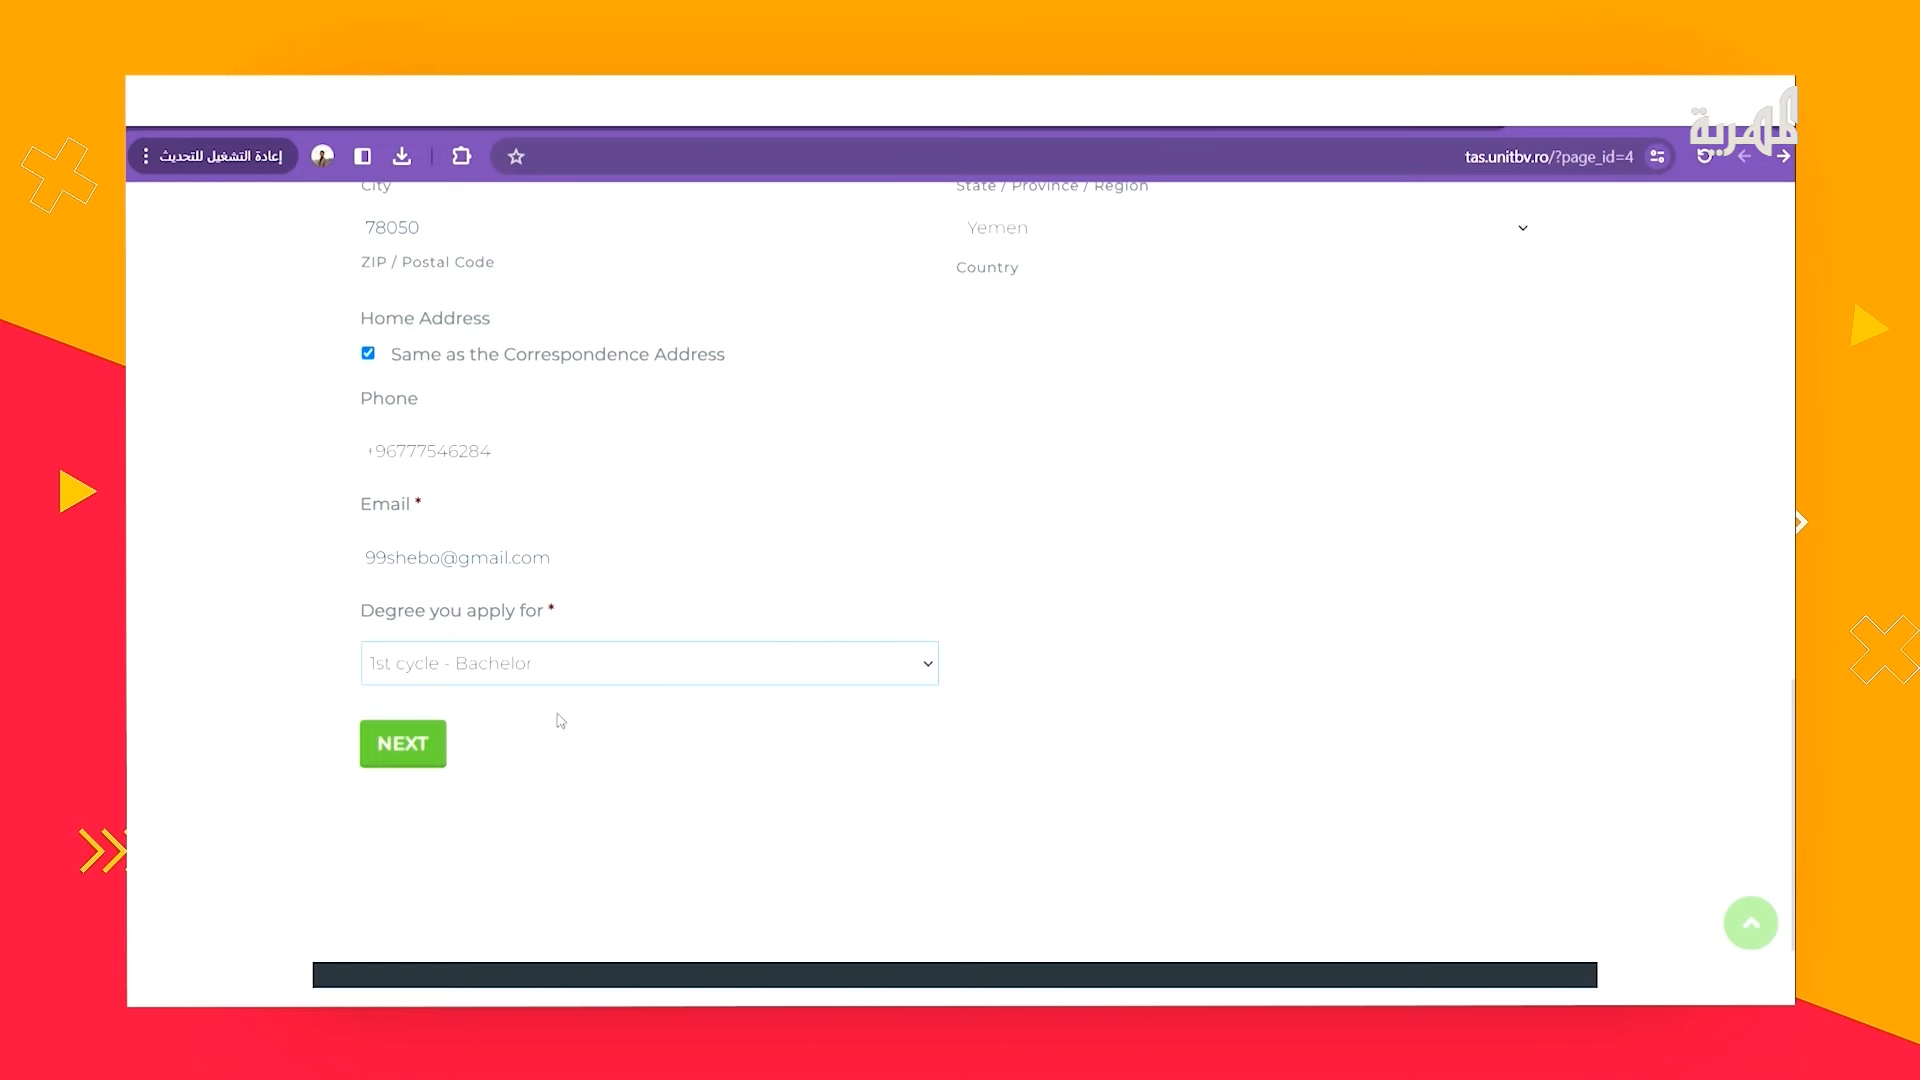 المهرية
إعادة التشغيل للتحديث
tas.unitbv.ro/?page_id=4
City
State / Province / Region
78050
Yemen
ZIP / Postal Code
Country
Home Address
Same as the Correspondence Address
Phone
+96777546284
Email *
99shebo@gmail.com
Degree you apply for *
1st cycle - Bachelor
NEXT